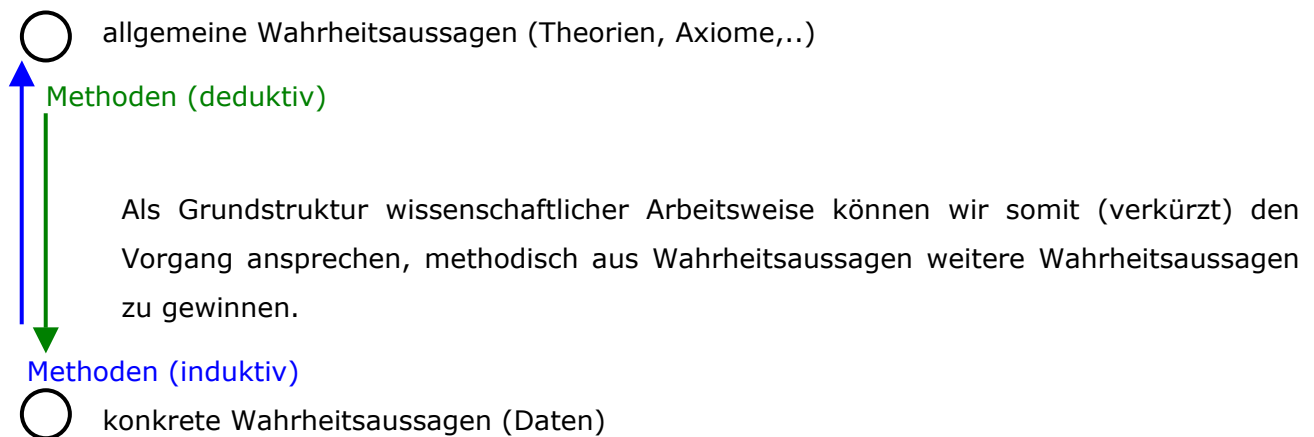 allgemeine Wahrheitsaussagen (Theorien, Axiome,..)
Methoden (deduktiv)
Als Grundstruktur wissenschaftlicher Arbeitsweise können wir somit (verkürzt) den
Vorgang ansprechen, methodisch aus Wahrheitsaussagen weitere Wahrheitsaussagen
zu gewinnen.
Methoden (induktiv)
konkrete Wahrheitsaussagen (Daten)